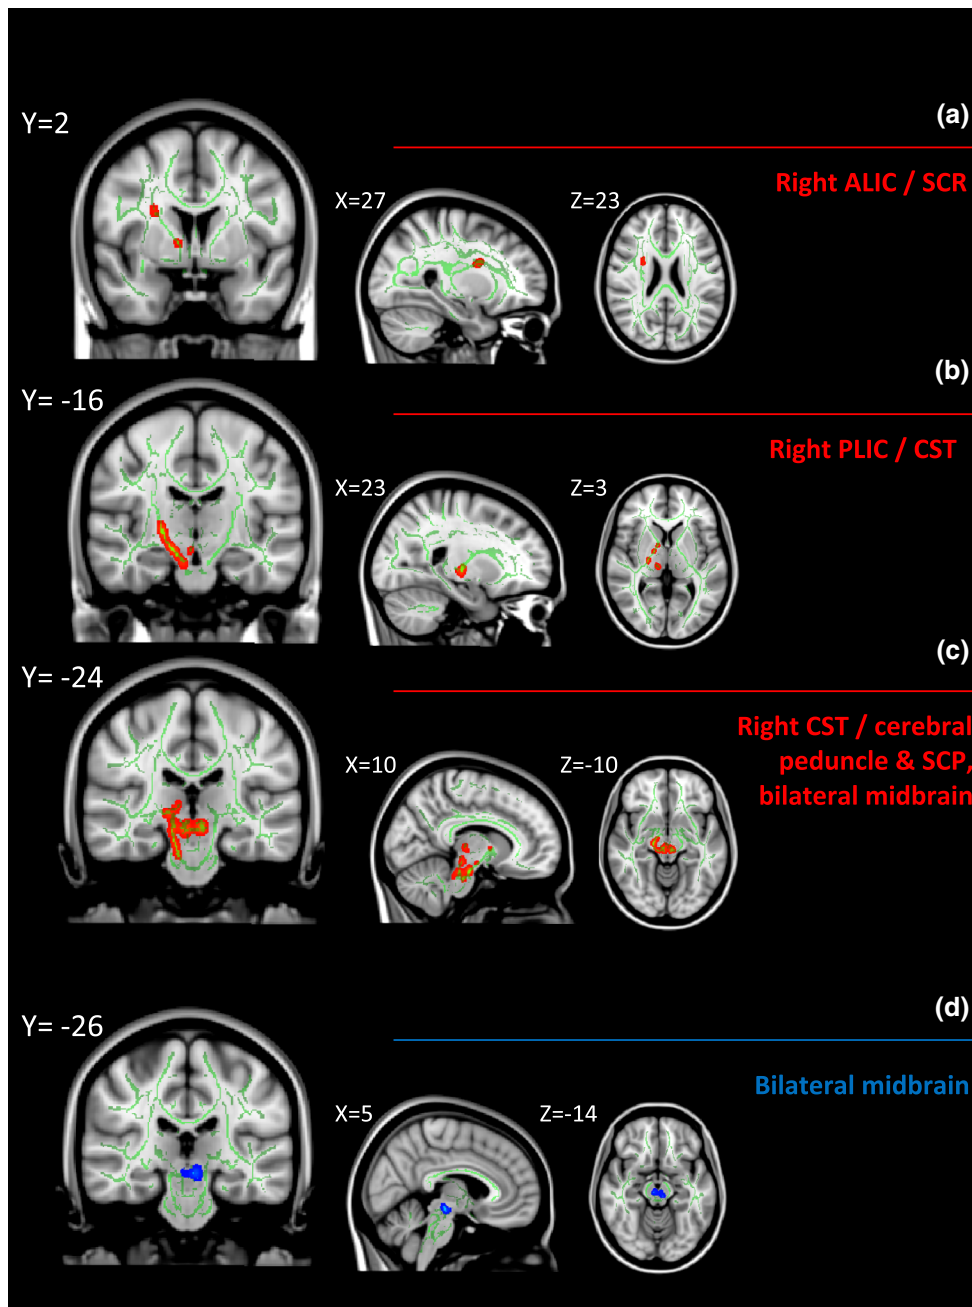 (a)
Y=2
Right ALIC / SCR
X=27
Z=23
(b)
Y= -16
Right PLIC / CST
X=23
Z=3
(c)
Y= -24
Right CST / cerebral
peduncle & SCP,
bilateral midbrain
X=10
Z=-10
(d)
Y= -26
Bilateral midbrain
X=5
Z=-14